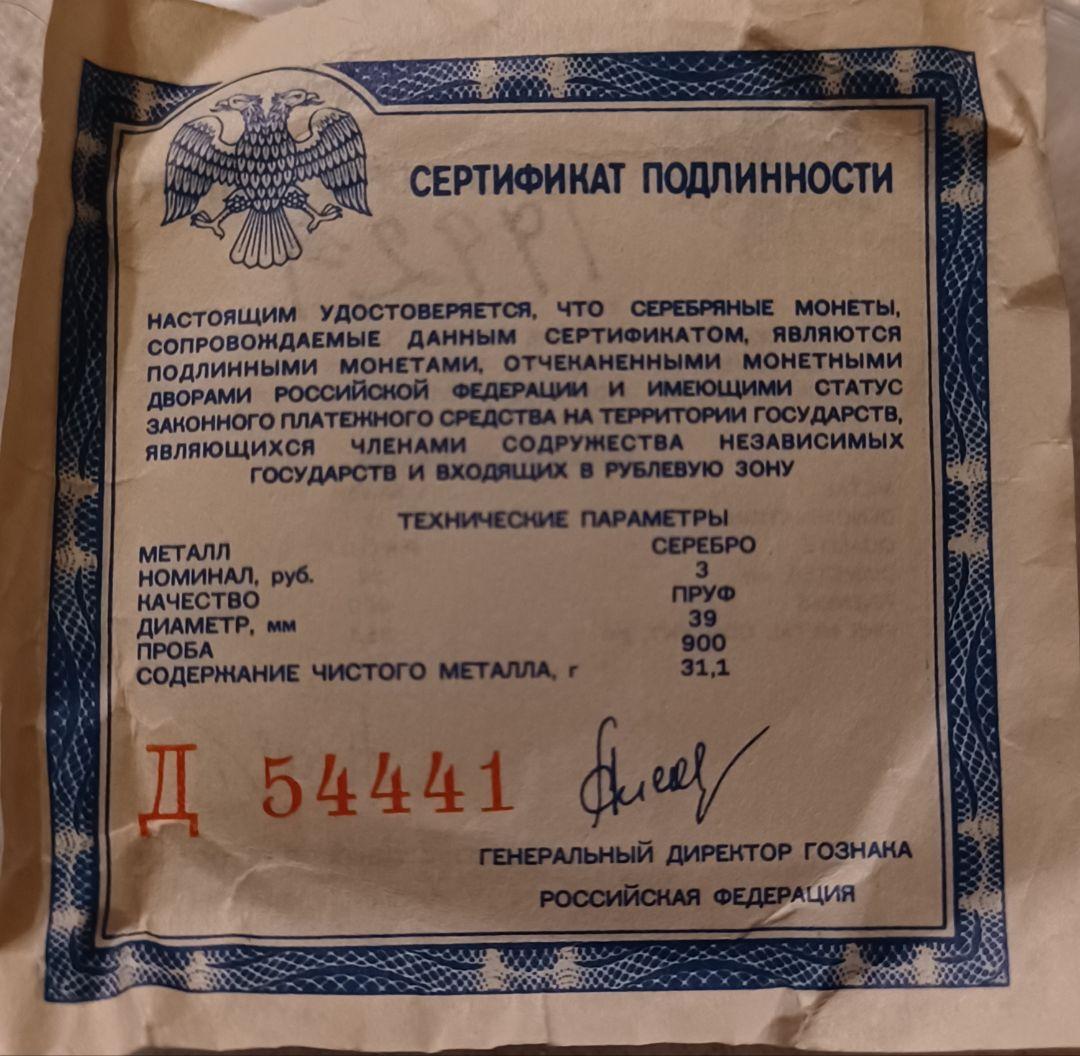 СЕРТИФИКАТ ПОДЛИННОСТИ
НАСТОЯЩИМ УДОСТОВЕРЯЕТСЯ, ЧТО СЕРЕБРЯНЫЕ МОНЕТЫ,
СОПРОВОЖДАЕМЫЕ ДАННЫМ СЕРТИФИКАТОМ, ЯВЛЯЮТСЯ
ПОДЛИННЫМИ МОНЕТАМИ, ОТЧЕКАНЕННЫМИ МОНЕТНЫМИ
ДВОРАМИ РОССИЙСКОЙ ФЕДЕРАЦИИ И ИМЕЮЩИМИ СТАТУС
ЗАКОННОГО ПЛАТЕЖНОГО СРЕДСТВА НА ТЕРРИТОРИИ ГОСУДАРСТВ,
ЯВЛЯЮЩИХСЯ ЧЛЕНАМИ СОДРУЖЕСТВА НЕЗАВИСИМЫХ
ГОСУДАРСТВ И ВХОДЯЩИХ В РУБЛЕВУЮ ЗОНУ
ТЕХНИЧЕСКИЕ ПАРАМЕТРЫ
МЕТАЛЛ СЕРЕБРО
НОМИНАЛ, руб. 3
КАЧЕСТВО ПРУФ
ДИАМЕТР, мм 39
ПРОБА 900
СОДЕРЖАНИЕ ЧИСТОГО МЕТАЛЛА, г 31,1
Д 54441
ГЕНЕРАЛЬНЫЙ ДИРЕКТОР ГОЗНАКА
РОССИЙСКАЯ ФЕДЕРАЦИЯ